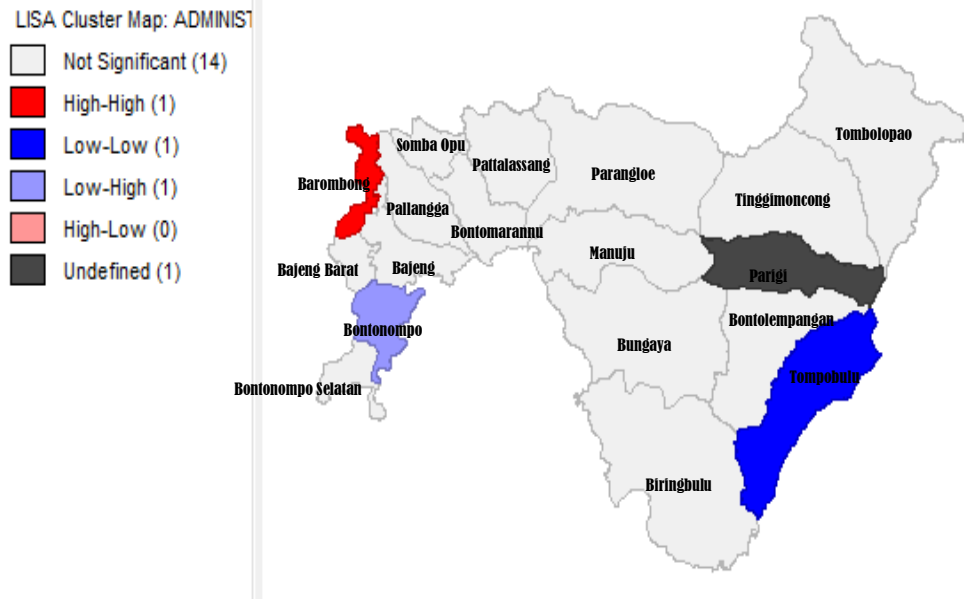 LISA Cluster Map: ADMINIST
Not Significant (14)
High-High (1)
Low-Low (1)
Low-High (1)
High-Low (0)
Undefined (1)
Tombolopao
Somba Opu
Pattalassang
Parangloe
Barombong
Tinggimoncong
Pallangga
Bontomarannu
Manuju
Bajeng Barat
Bajeng
Parigi
Bontonompo
Bontolempangan
Bungaya
Tompobulu
Bontonompo Selatan
Biringbulu